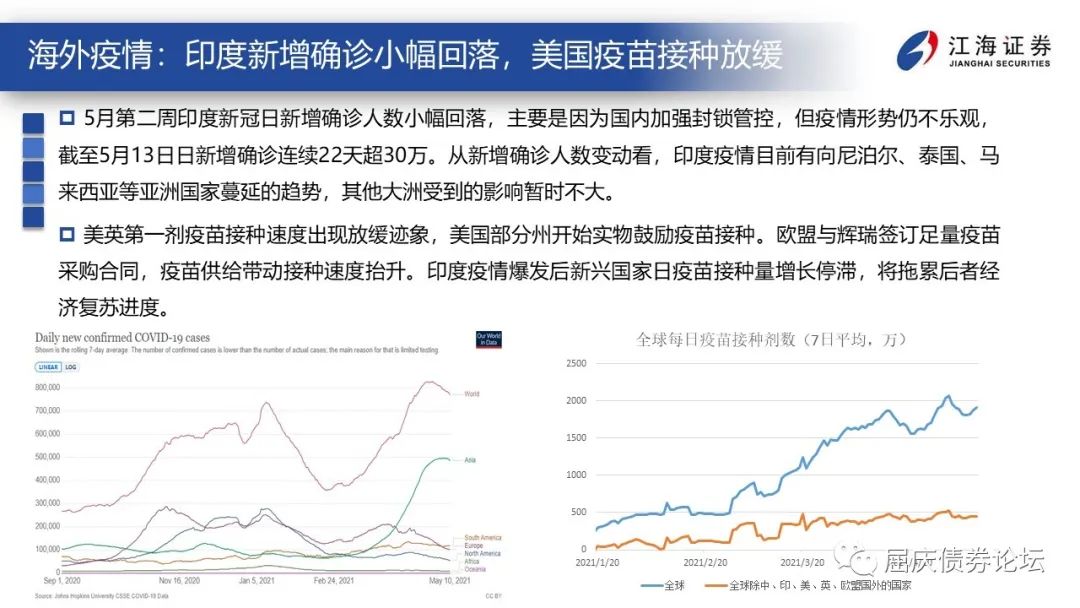 海外疫情：印度新增确诊小幅回落，美国疫苗接种放缓
江海证券
JIANGHAI SECURITIES
5月第二周印度新冠日新增确诊人数小幅回落，主要是因为国内加强封锁管控，但疫情形势仍不乐观，
截至5月13日日新增确诊连续22天超30万。从新增确诊人数变动看，印度疫情目前有向尼泊尔、泰国、马
来西亚等亚洲国家蔓延的趋势，其他大洲受到的影响暂时不大。
美英第一剂疫苗接种速度出现放缓迹象，美国部分州开始实物鼓励疫苗接种。欧盟与辉瑞签订足量疫苗
采购合同，疫苗供给带动接种速度抬升。印度疫情爆发后新兴国家日疫苗接种量增长停滞，将拖累后者经
济复苏进度。
Daily new confirmed COVID-19 cases
Shown is the rolling 7-day average. The number of confirmed cases is lower than the number of actual cases; the main reason for that is limited testing.
Our World
in Data
LINEAR LOG
800,000
700,000
600,000
500,000
400,000
300,000
200,000
100,000
0
World
Asia
South America
Europe
North America
Africa
Oceania
Sep 1, 2020 Nov 16, 2020 Jan 5, 2021 Feb 24, 2021 May 10, 2021
Source: Johns Hopkins University CSSE COVID-19 Data
CC BY
全球每日疫苗接种剂数（7日平均，万）
2500
2000
1500
1000
500
0
2021/1/20 2021/2/20 2021/3/20
全球 全球除中、印、美、英、欧盟国外的国家
屈庆债券论坛